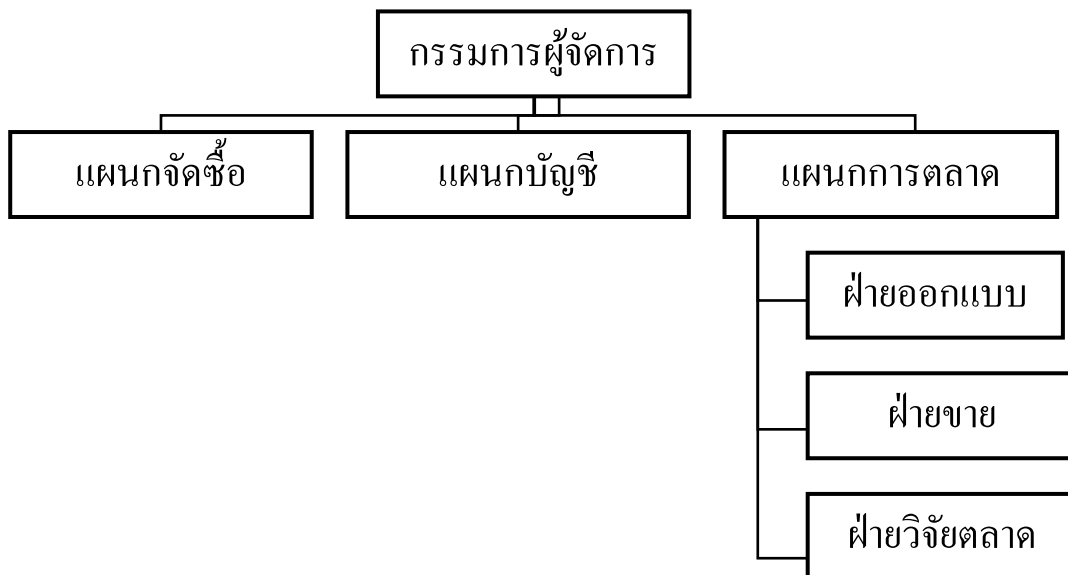 กรรมการผู้จัดการ
แผนกจัดซื้อ
แผนกบัญชี
แผนกการตลาด
ฝ่ายออกแบบ
ฝ่ายขาย
ฝ่ายวิจัยตลาด